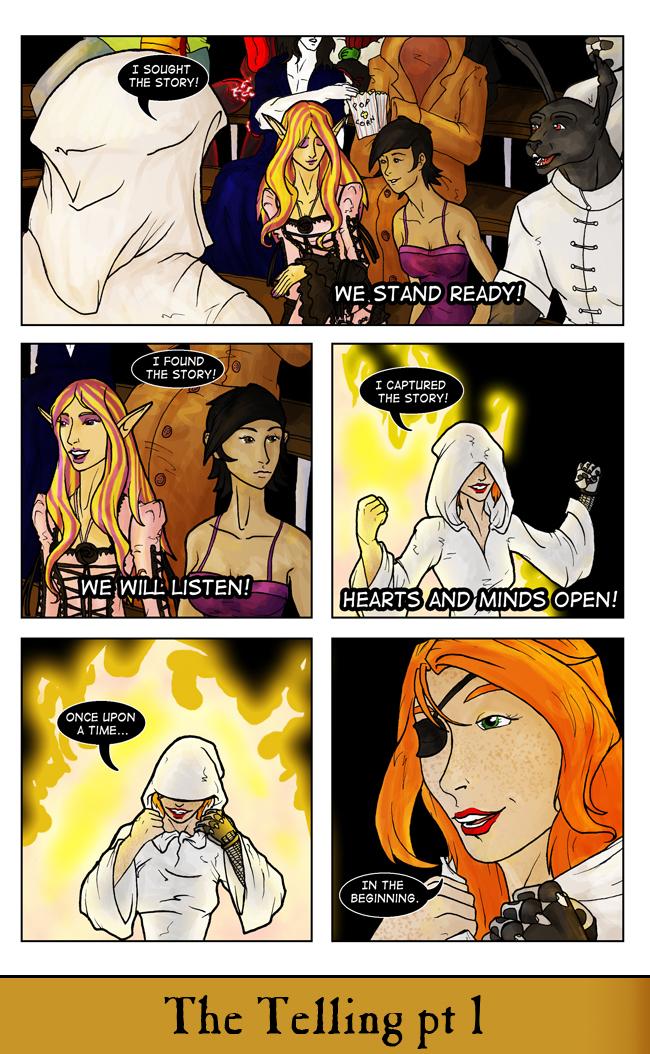 I SOUGHT
THE STORY!
POP
CORN
WE STAND READY!
I FOUND
THE STORY!
WE WILL LISTEN!
I CAPTURED
THE STORY!
HEARTS AND MINDS OPEN!
ONCE UPON
A TIME...
IN THE
BEGINNING.
The Telling pt 1